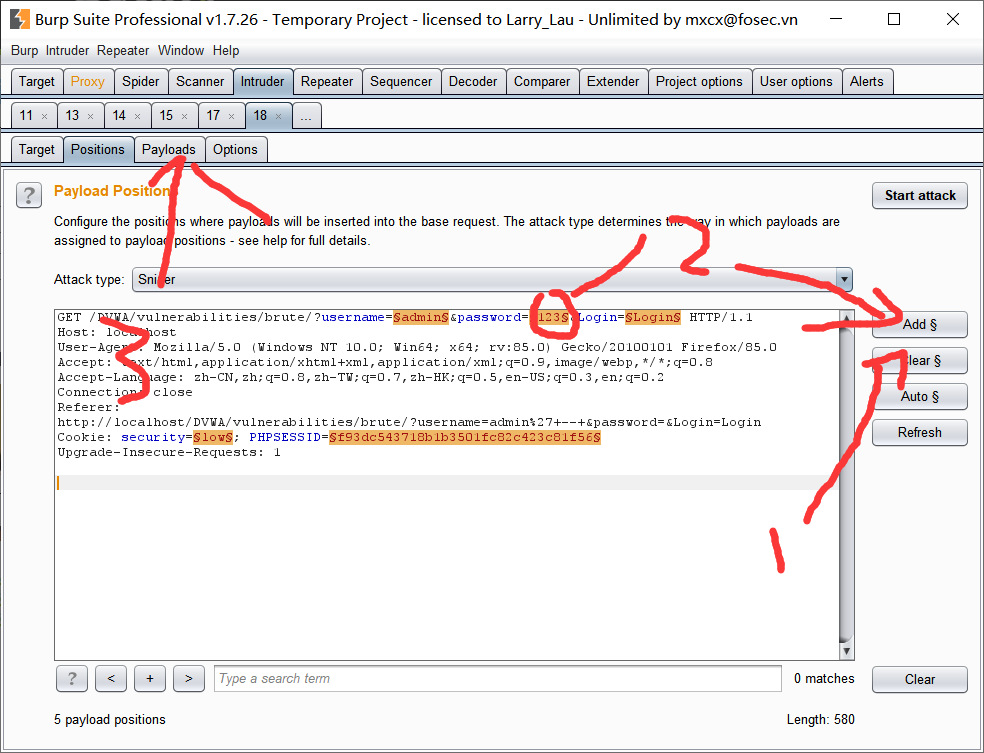 Burp Suite Professional v1.7.26 - Temporary Project - licensed to Larry_Lau - Unlimited by mxcx@fosec.vn
Burp Intruder Repeater Window Help
Target Proxy Spider Scanner Intruder Repeater Sequencer Decoder Comparer Extender Project options User options Alerts
11 × 13 × 14 × 15 × 17 × 18 × ...
Target Positions Payloads Options
? Payload Positions
Start attack
Configure the positions where payloads will be inserted into the base request. The attack type determines the way in which payloads are
assigned to payload positions - see help for full details.
2
Attack type: Sniper
GET /DVWA/vulnerabilities/brute/?username=§admin§&password=§123§&Login=§Login§ HTTP/1.1
Add §
Host: localhost
User-Agent: Mozilla/5.0 (Windows NT 10.0; Win64; x64; rv:85.0) Gecko/20100101 Firefox/85.0
3
Accept: text/html,application/xhtml+xml,application/xml;q=0.9,image/webp,*/*;q=0.8
Clear §
Accept-Language: zh-CN,zh;q=0.8,zh-TW;q=0.7,zh-HK;q=0.5,en-US;q=0.3,en;q=0.2
Connection: close
Auto §
Referer:
http://localhost/DVWA/vulnerabilities/brute/?username=admin%27+--+&password=&Login=Login
Cookie: security=§low§; PHPSESSID=§f93dc543718b1b3501fc82c423c81f56§
Refresh
Upgrade-Insecure-Requests: 1
1
? < + > Type a search term 0 matches Clear
5 payload positions Length: 580